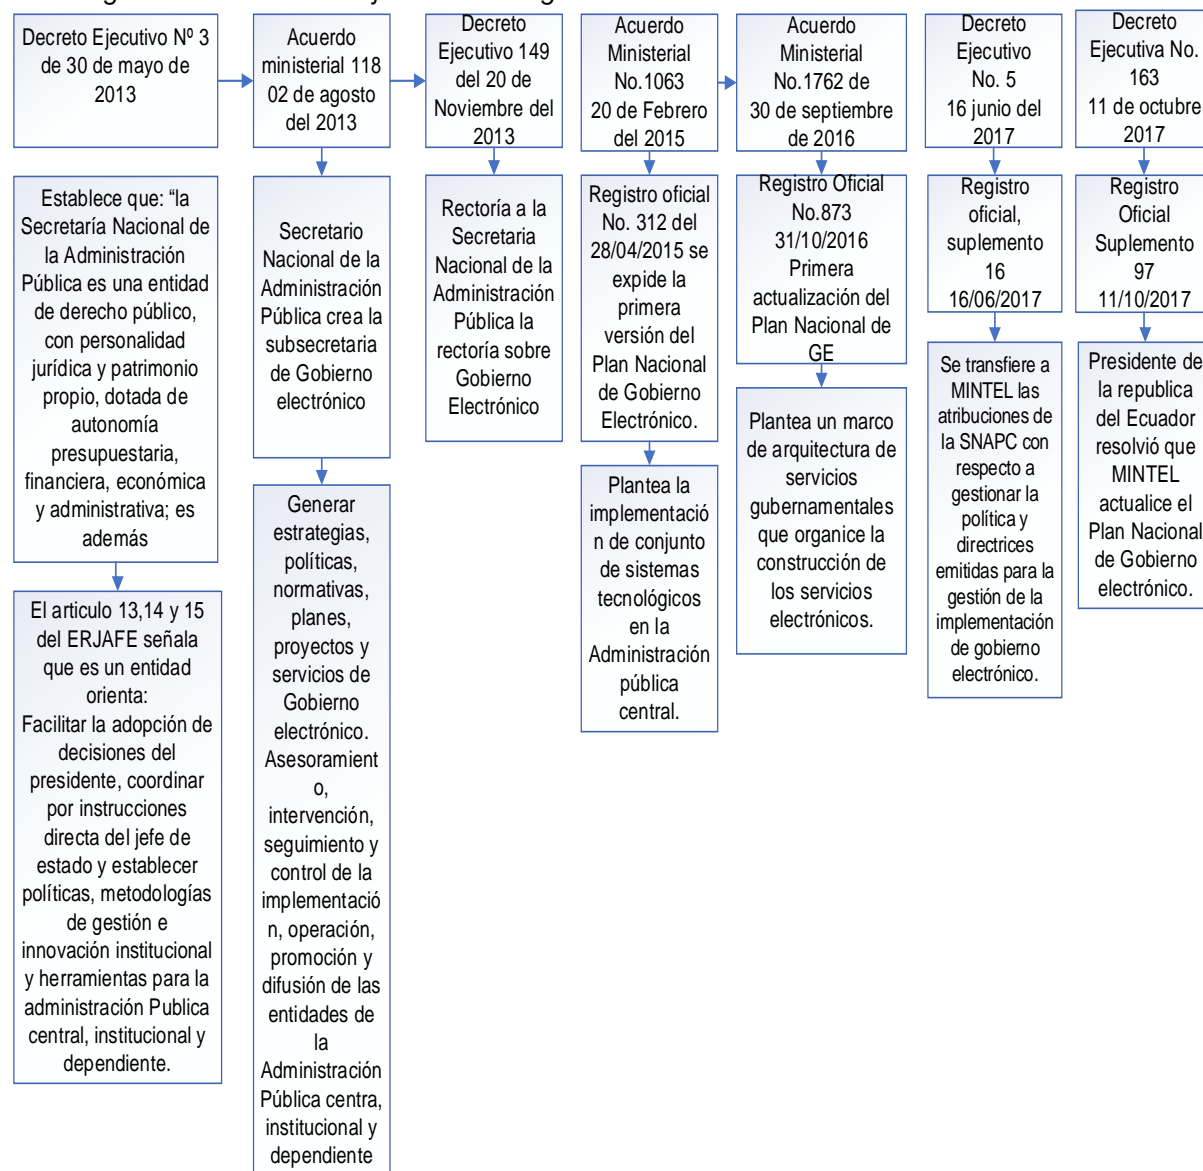 Decreto Ejecutivo Nº 3
de 30 de mayo de
2013
Establece que: “la
Secretaría Nacional de
la Administración
Pública es una entidad
de derecho público,
con personalidad
jurídica y patrimonio
propio, dotada de
autonomía
presupuestaria,
financiera, económica
y administrativa; es
además
El articulo 13,14 y 15
del ERJAFE señala
que es un entidad
orienta:
Facilitar la adopción de
decisiones del
presidente, coordinar
por instrucciones
directa del jefe de
estado y establecer
políticas, metodologías
de gestión e
innovación institucional
y herramientas para la
administración Publica
central, institucional y
dependiente.
Acuerdo
ministerial 118
02 de agosto
del 2013
Secretario
Nacional de la
Administración
Pública crea la
subsecretaria
de Gobierno
electrónico
Generar
estrategias,
políticas,
normativas,
planes,
proyectos y
servicios de
Gobierno
electrónico.
Asesoramient
o,
intervención,
seguimiento y
control de la
implementació
n, operación,
promoción y
difusión de las
entidades de
la
Administración
Pública centra,
institucional y
dependiente
Decreto
Ejecutivo 149
del 20 de
Noviembre del
2013
Rectoría a la
Secretaria
Nacional de la
Administración
Pública la
rectoría sobre
Gobierno
Electrónico
Acuerdo
Ministerial
No.1063
20 de Febrero
del 2015
Registro oficial
No. 312 del
28/04/2015 se
expide la
primera
versión del
Plan Nacional
de Gobierno
Electrónico.
Plantea la
implementació
n de conjunto
de sistemas
tecnológicos
en la
Administración
pública
central.
Acuerdo
Ministerial
No.1762 de
30 de septiembre
de 2016
Registro Oficial
No.873
31/10/2016
Primera
actualización del
Plan Nacional de
GE
Plantea un marco
de arquitectura de
servicios
gubernamentales
que organice la
construcción de
los servicios
electrónicos.
Decreto
Ejecutivo
No. 5
16 junio del
2017
Registro
oficial,
suplemento
16
16/06/2017
Se transfiere a
MINTEL las
atribuciones de
la SNAPC con
respecto a
gestionar la
política y
directrices
emitidas para la
gestión de la
implementación
de gobierno
electrónico.
Decreto
Ejecutiva No.
163
11 de octubre
2017
Registro
Oficial
Suplemento
97
11/10/2017
Presidente de
la republica
del Ecuador
resolvió que
MINTEL
actualice el
Plan Nacional
de Gobierno
electrónico.